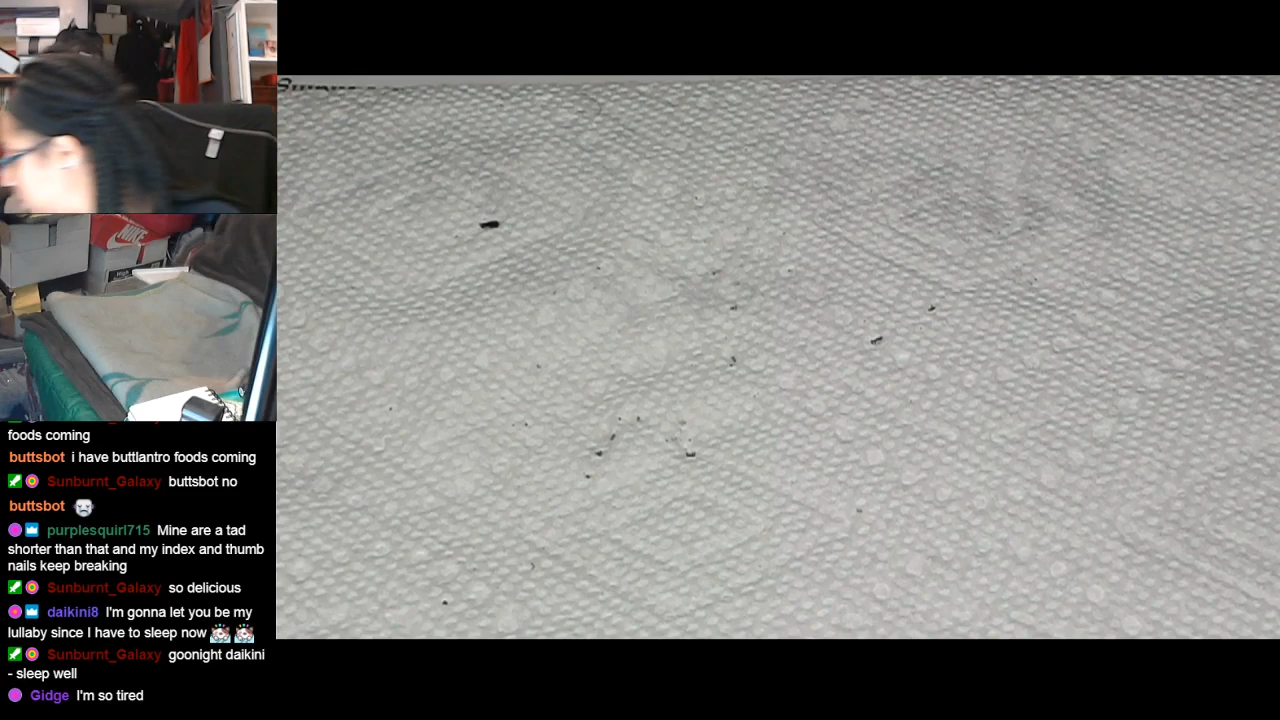 NIKE
High
foods coming
buttsbot i have buttlantro foods coming
Sunburnt_Galaxy buttsbot no
buttsbot
purplesquirl715 Mine are a tad
shorter than that and my index and thumb
nails keep breaking
Sunburnt_Galaxy so delicious
daikini8 I'm gonna let you be my
lullaby since I have to sleep now
Sunburnt_Galaxy goonight daikini
- sleep well
Gidge I'm so tired